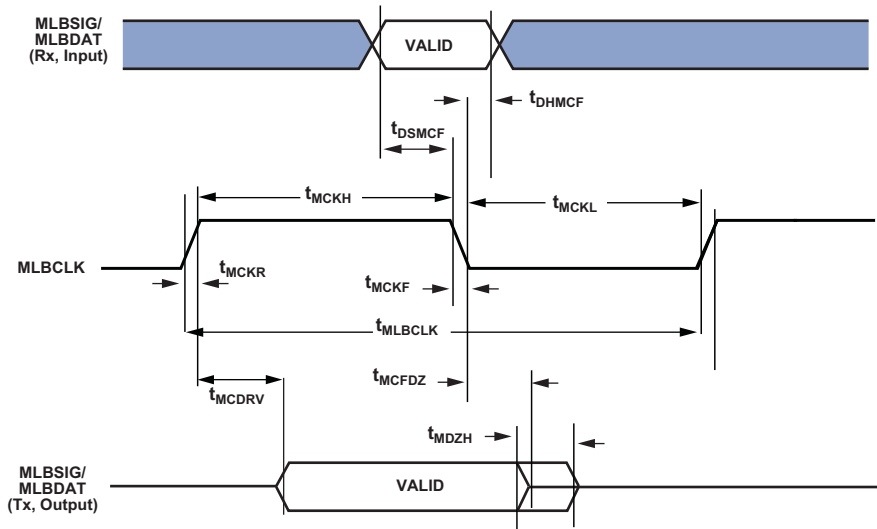 MLBSIG/
MLBDAT
(Rx, Input)
VALID
tDHMCF
tDSMCF
tMCKH
tMCKL
MLBCLK
tMCKR
tMCKF
tMLBCLK
tMCFDZ
tMCDRV
tMDZH
MLBSIG/
MLBDAT
(Tx, Output)
VALID